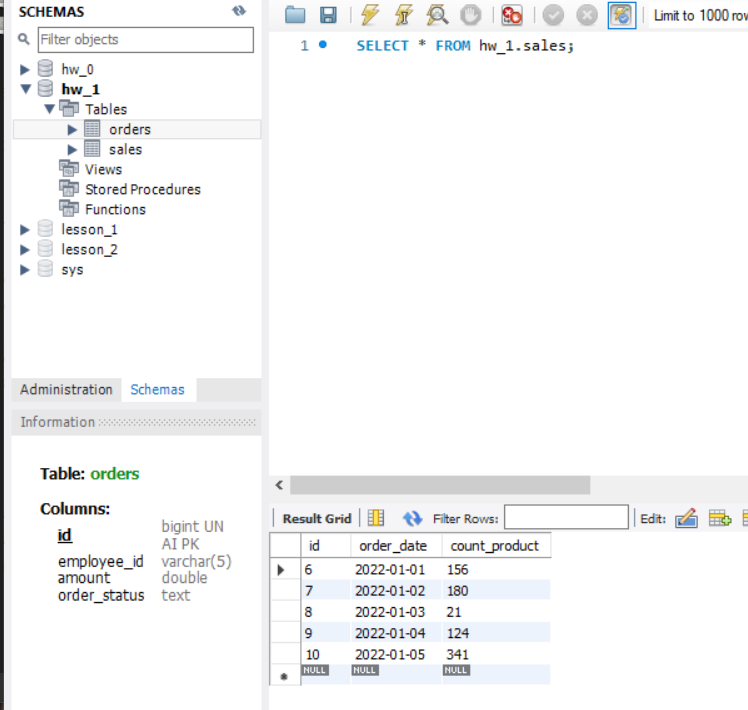 SCHEMAS
Filter objects
hw_0
hw_1
Tables
orders
sales
Views
Stored Procedures
Functions
lesson_1
lesson_2
sys
Administration Schemas
Information
Table: orders
Columns:
id bigint UN AI PK
employee_id varchar(5)
amount double
order_status text
Limit to 1000 row
1 SELECT * FROM hw_1.sales;
Result Grid Filter Rows: Edit:
id order_date count_product
6 2022-01-01 156
7 2022-01-02 180
8 2022-01-03 21
9 2022-01-04 124
10 2022-01-05 341
NULL NULL NULL